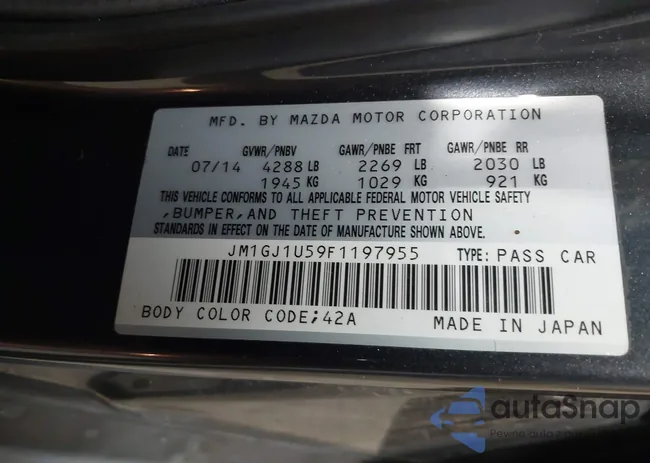 MFD. BY MAZDA MOTOR CORPORATION
DATE GVWR/PNBV GAWR/PNBE FRT GAWR/PNBE RR
07/14 4288 LB 2269 LB 2030 LB
1945 KG 1029 KG 921 KG
THIS VEHICLE CONFORMS TO ALL APPLICABLE FEDERAL MOTOR VEHICLE SAFETY
,BUMPER,AND THEFT PREVENTION
STANDARDS IN EFFECT ON THE DATE OF MANUFACTURE SHOWN ABOVE.
JM1GJ1U59F1197955 TYPE: PASS CAR
BODY COLOR CODE;42A MADE IN JAPAN
autaSnap
Pewne auta z